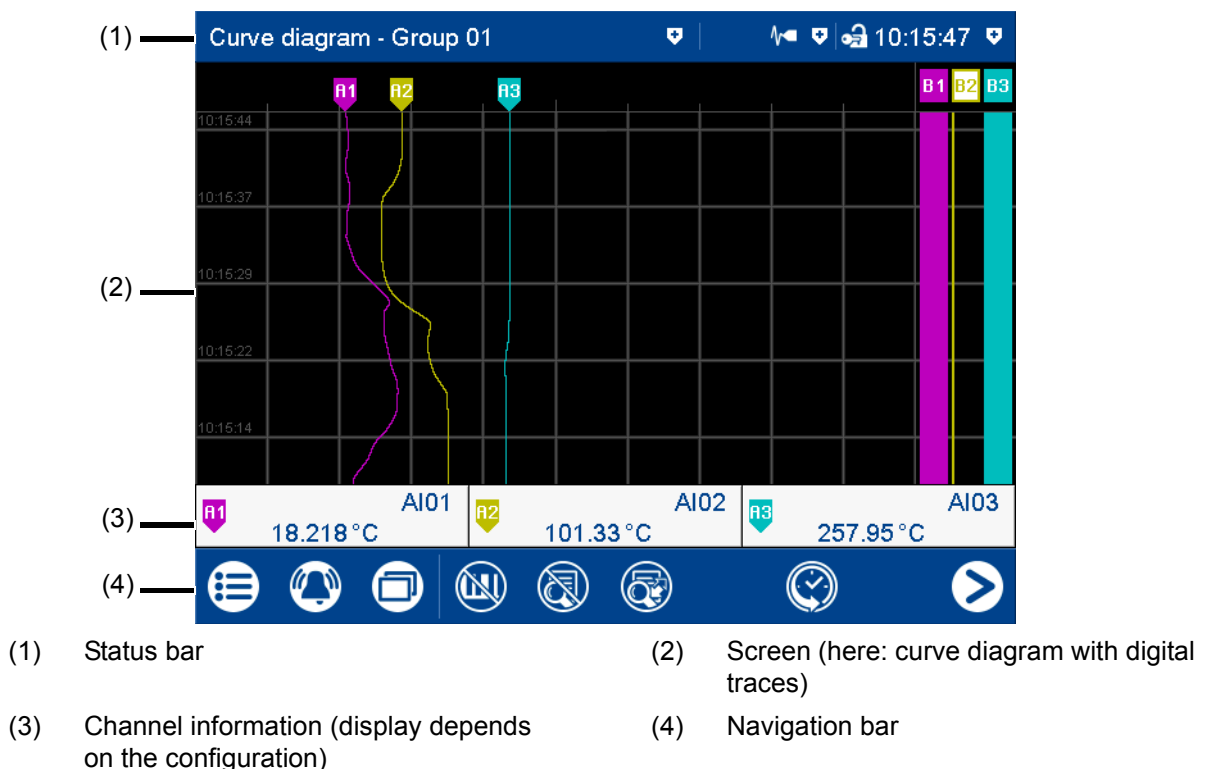 (1) Curve diagram - Group 01 10:15:47
A1 A2 A3 B1 B2 B3
10:15:44
10:15:37
(2) 10:15:29
10:15:22
10:15:14
A1 AI01 A2 AI02 A3 AI03
(3) 18.218 °C 101.33 °C 257.95 °C
(4)
(1) Status bar (2) Screen (here: curve diagram with digital
traces)
(3) Channel information (display depends (4) Navigation bar
on the configuration)